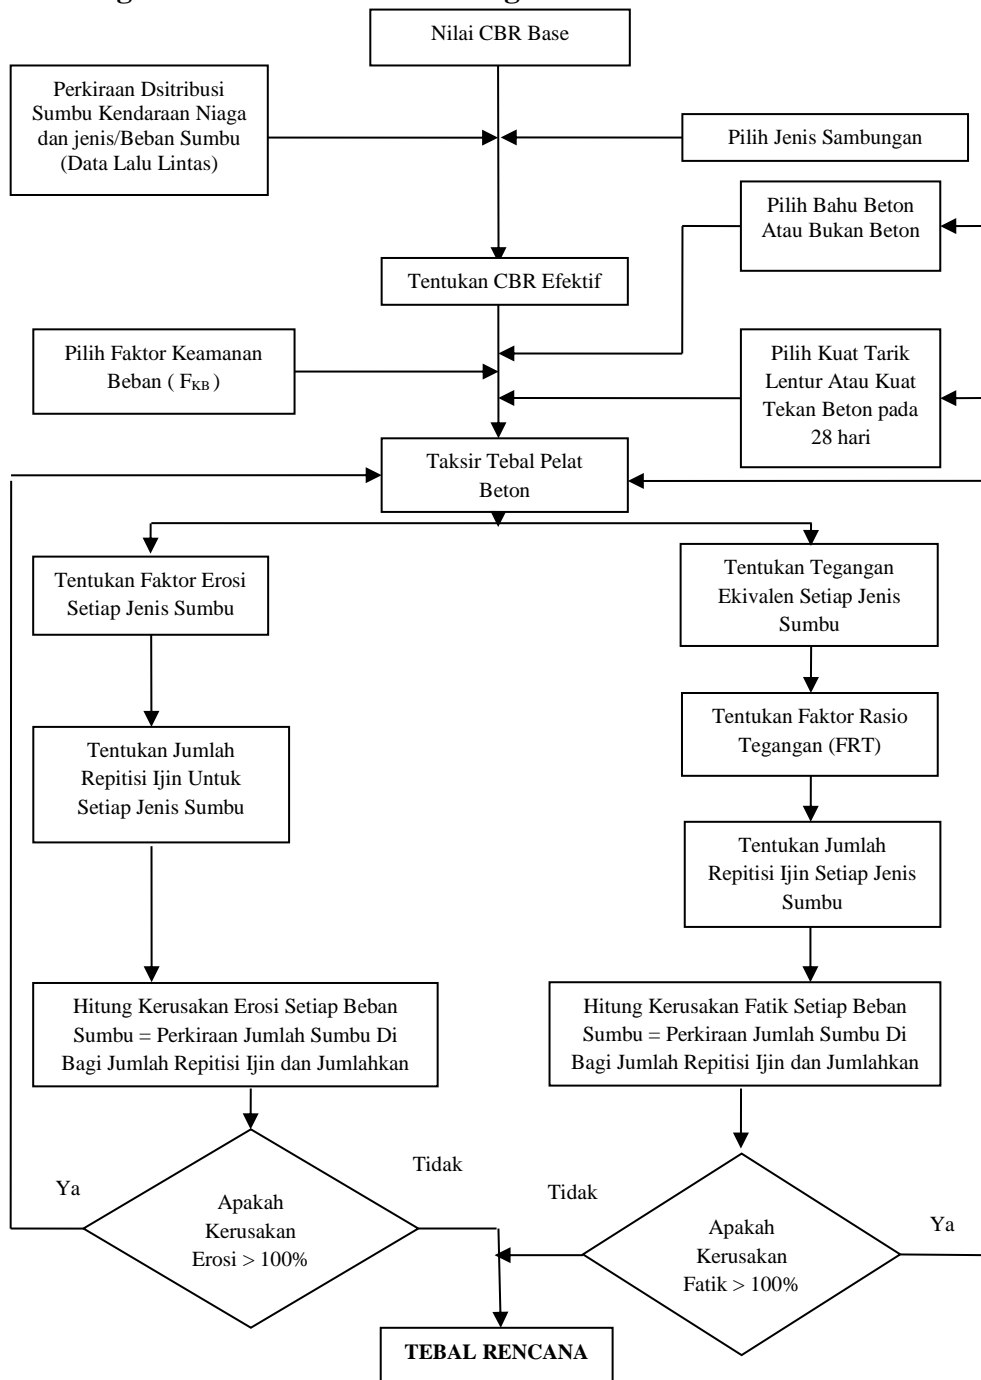 Nilai CBR Base
Perkiraan Dsitribusi
Sumbu Kendaraan Niaga
dan jenis/Beban Sumbu
(Data Lalu Lintas)
Pilih Jenis Sambungan
Pilih Bahu Beton
Atau Bukan Beton
Tentukan CBR Efektif
Pilih Faktor Keamanan
Beban ( FKB )
Pilih Kuat Tarik
Lentur Atau Kuat
Tekan Beton pada
28 hari
Taksir Tebal Pelat
Beton
Tentukan Faktor Erosi
Setiap Jenis Sumbu
Tentukan Tegangan
Ekivalen Setiap Jenis
Sumbu
Tentukan Faktor Rasio
Tegangan (FRT)
Tentukan Jumlah
Repitisi Ijin Untuk
Setiap Jenis Sumbu
Tentukan Jumlah
Repitisi Ijin Setiap Jenis
Sumbu
Hitung Kerusakan Erosi Setiap Beban
Sumbu = Perkiraan Jumlah Sumbu Di
Bagi Jumlah Repitisi Ijin dan Jumlahkan
Hitung Kerusakan Fatik Setiap Beban
Sumbu = Perkiraan Jumlah Sumbu Di
Bagi Jumlah Repitisi Ijin dan Jumlahkan
Ya
Apakah
Kerusakan
Erosi > 100%
Tidak
Tidak
Apakah
Kerusakan
Fatik > 100%
Ya
TEBAL RENCANA